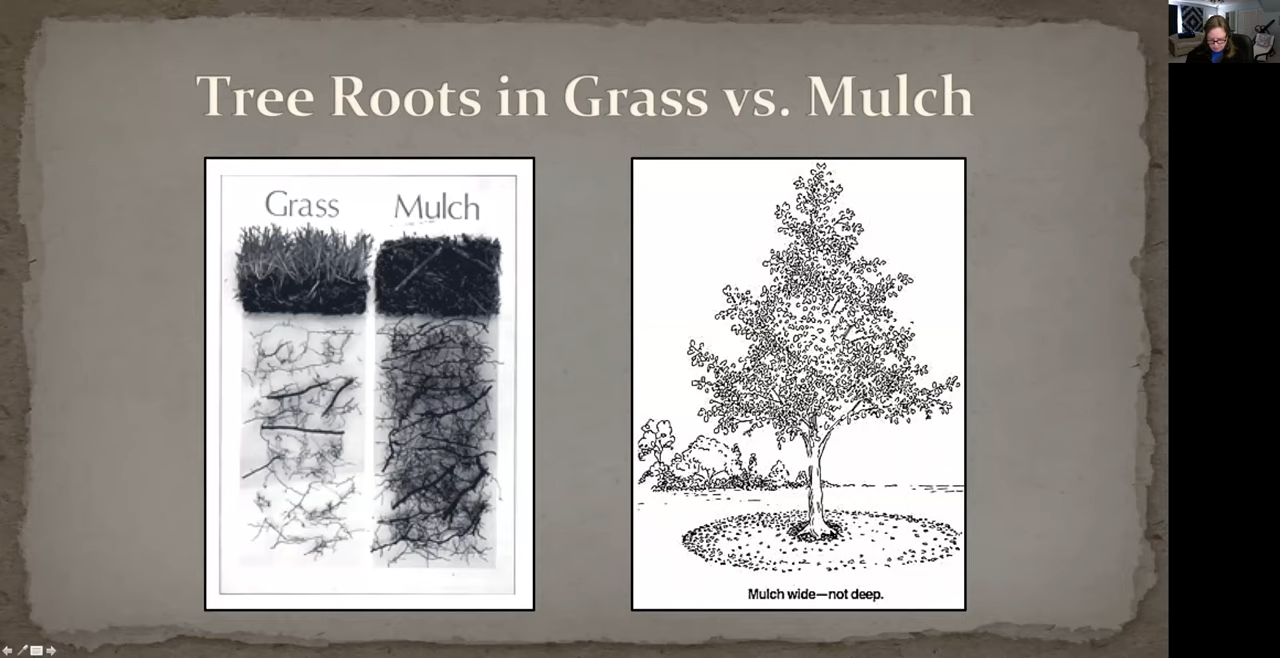 Tree Roots in Grass vs. Mulch
Grass
Mulch
Mulch wide—not deep.